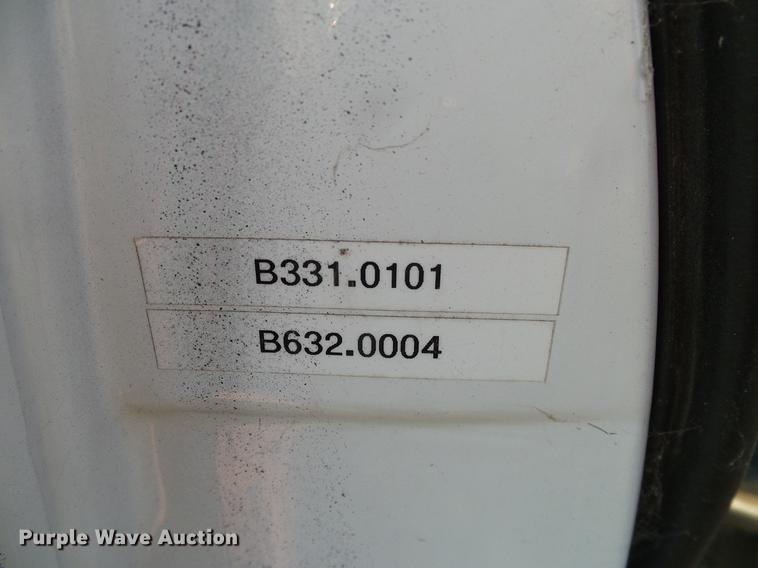 B331.0101
B632.0004
Purple Wave Auction